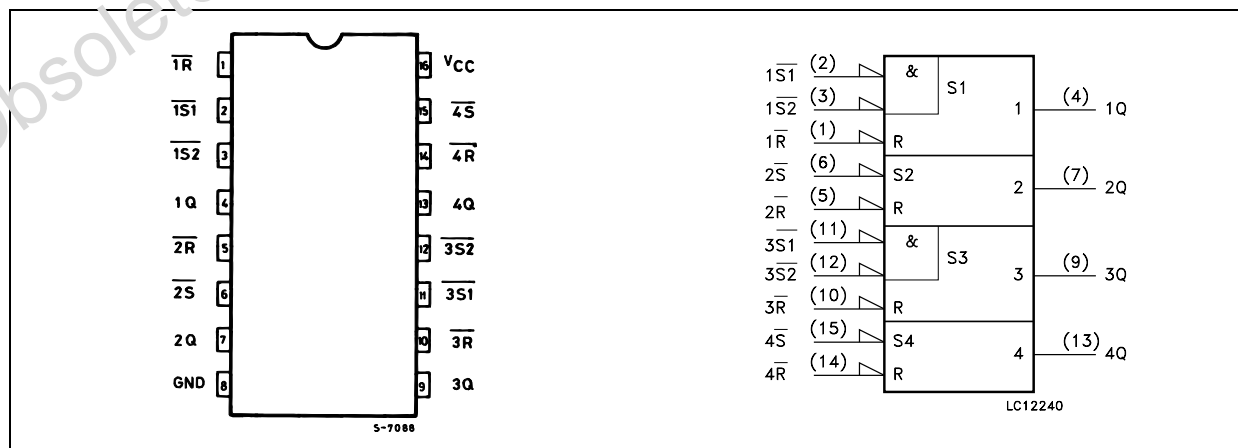 Obsolete
1R̅ 1 16 VCC
1S1̅ 2 15 4S̅
1S2̅ 3 14 4R̅
1Q 4 13 4Q
2R̅ 5 12 3S2̅
2S̅ 6 11 3S1̅
2Q 7 10 3R̅
GND 8 9 3Q
S-7088
1S1̅ (2) & S1
1S2̅ (3) 1 (4) 1Q
1R̅ (1) R
2S̅ (6) S2 2 (7) 2Q
2R̅ (5) R
3S1̅ (11) & S3
3S2̅ (12) 3 (9) 3Q
3R̅ (10) R
4S̅ (15) S4 4 (13) 4Q
4R̅ (14) R
LC12240